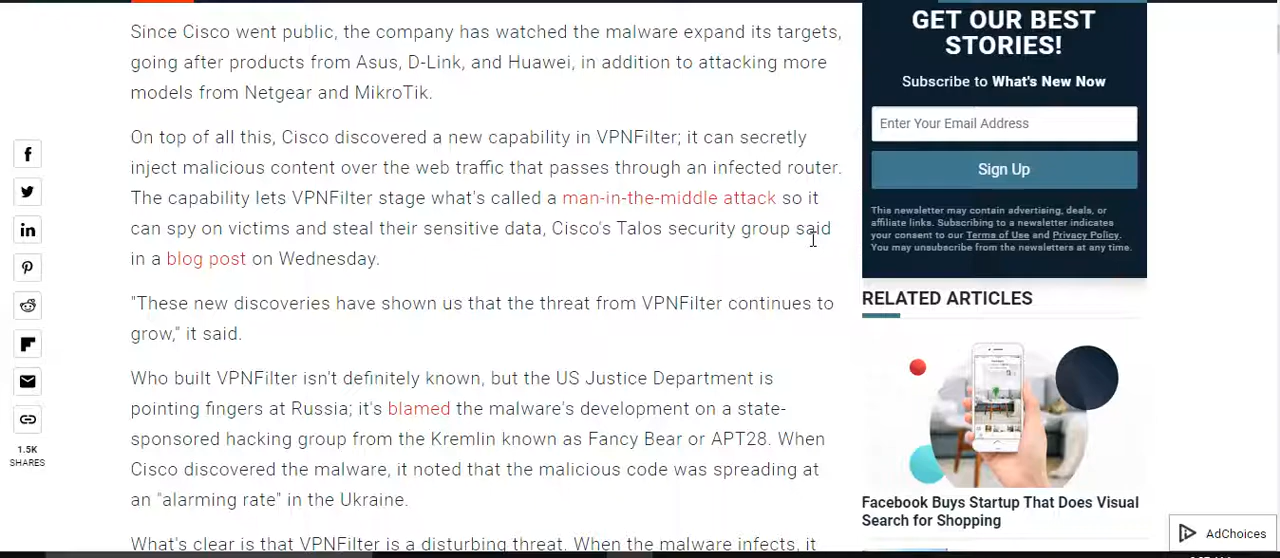 Since Cisco went public, the company has watched the malware expand its targets,
going after products from Asus, D-Link, and Huawei, in addition to attacking more
models from Netgear and MikroTik.
On top of all this, Cisco discovered a new capability in VPNFilter; it can secretly
inject malicious content over the web traffic that passes through an infected router.
The capability lets VPNFilter stage what's called a man-in-the-middle attack so it
can spy on victims and steal their sensitive data, Cisco's Talos security group said
in a blog post on Wednesday.
"These new discoveries have shown us that the threat from VPNFilter continues to
grow," it said.
Who built VPNFilter isn't definitely known, but the US Justice Department is
pointing fingers at Russia; it's blamed the malware's development on a state-
sponsored hacking group from the Kremlin known as Fancy Bear or APT28. When
Cisco discovered the malware, it noted that the malicious code was spreading at
an "alarming rate" in the Ukraine.
What's clear is that VPNFilter is a disturbing threat. When the malware infects, it
1.5K
SHARES
GET OUR BEST
STORIES!
Subscribe to What's New Now
Enter Your Email Address
Sign Up
This newsletter may contain advertising, deals, or
affiliate links. Subscribing to a newsletter indicates
your consent to our Terms of Use and Privacy Policy.
You may unsubscribe from the newsletters at any time.
RELATED ARTICLES
Facebook Buys Startup That Does Visual
Search for Shopping
AdChoices